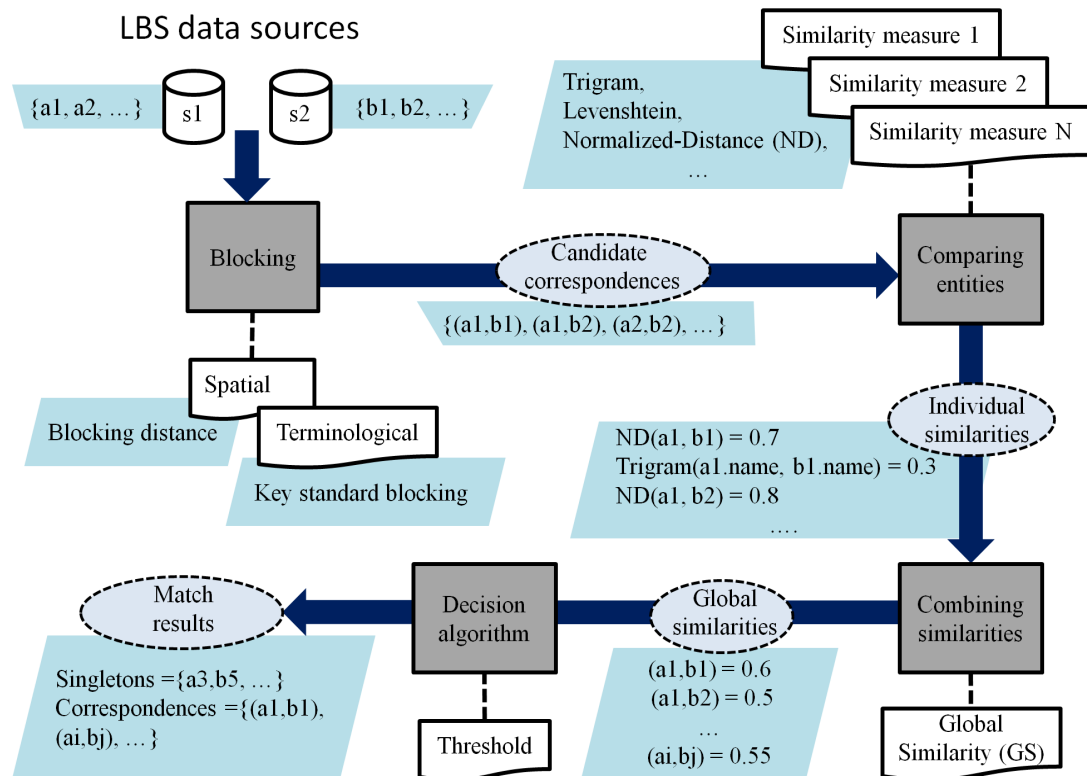 LBS data sources
{a1, a2, …}
s1
s2
{b1, b2, …}
Trigram,
Levenshtein,
Normalized-Distance (ND),
…
Similarity measure 1
Similarity measure 2
Similarity measure N
Blocking
Candidate
correspondences
{(a1,b1), (a1,b2), (a2,b2), …}
Comparing
entities
Spatial
Blocking distance
Terminological
Key standard blocking
Individual
similarities
ND(a1, b1) = 0.7
Trigram(a1.name, b1.name) = 0.3
ND(a1, b2) = 0.8
….
Match
results
Decision
algorithm
Global
similarities
Combining
similarities
Singletons ={a3,b5, …}
Correspondences ={(a1,b1),
(ai,bj), …}
Threshold
(a1,b1) = 0.6
(a1,b2) = 0.5
…
(ai,bj) = 0.55
Global
Similarity (GS)